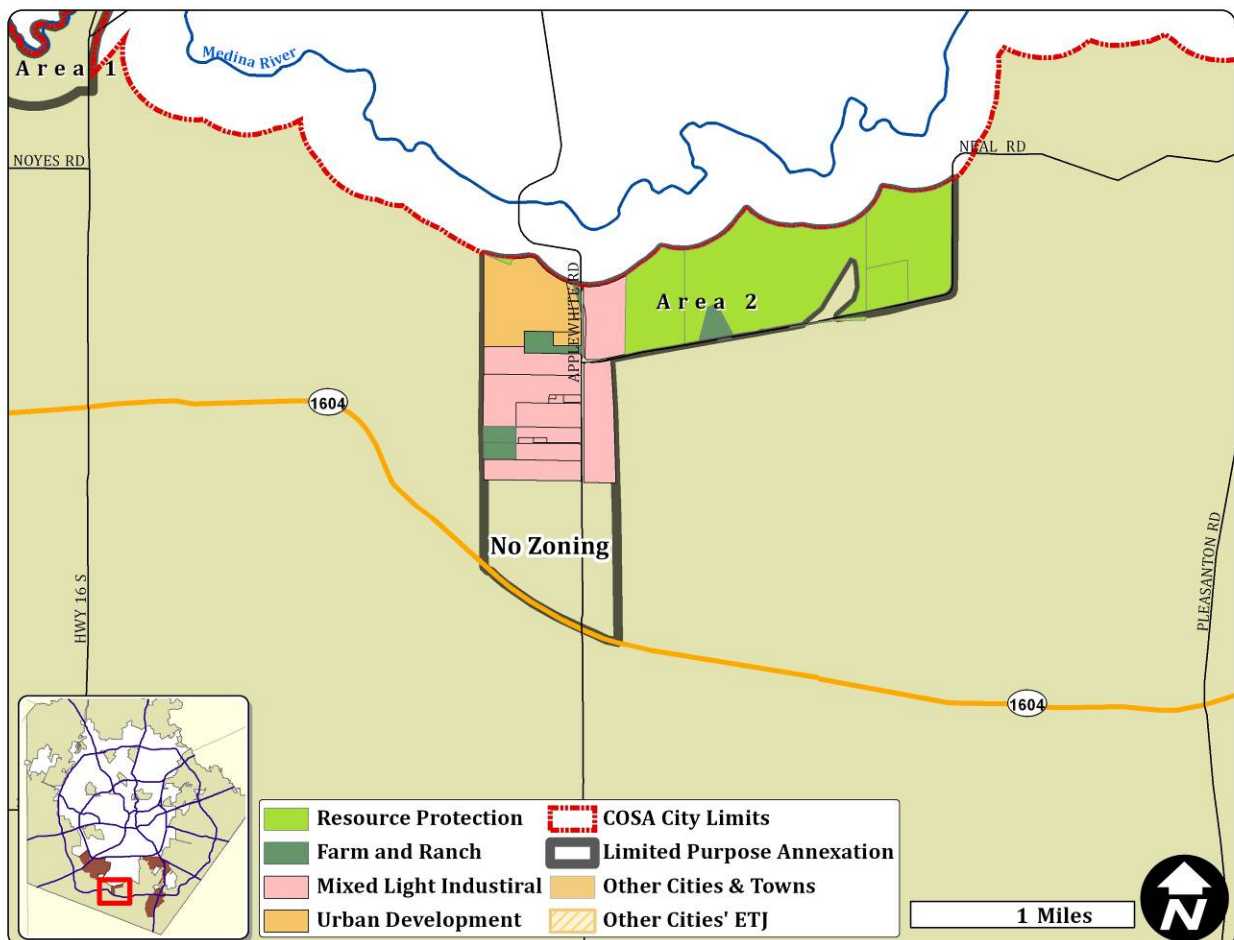 Medina River
Area 1
NOYES RD
NEAL RD
APPLEWHITE RD
Area 2
1604
No Zoning
HWY 16 S
PLEASANTON RD
1604
Resource Protection
Farm and Ranch
Mixed Light Industiral
Urban Development
COSA City Limits
Limited Purpose Annexation
Other Cities & Towns
Other Cities' ETJ
1 Miles
N